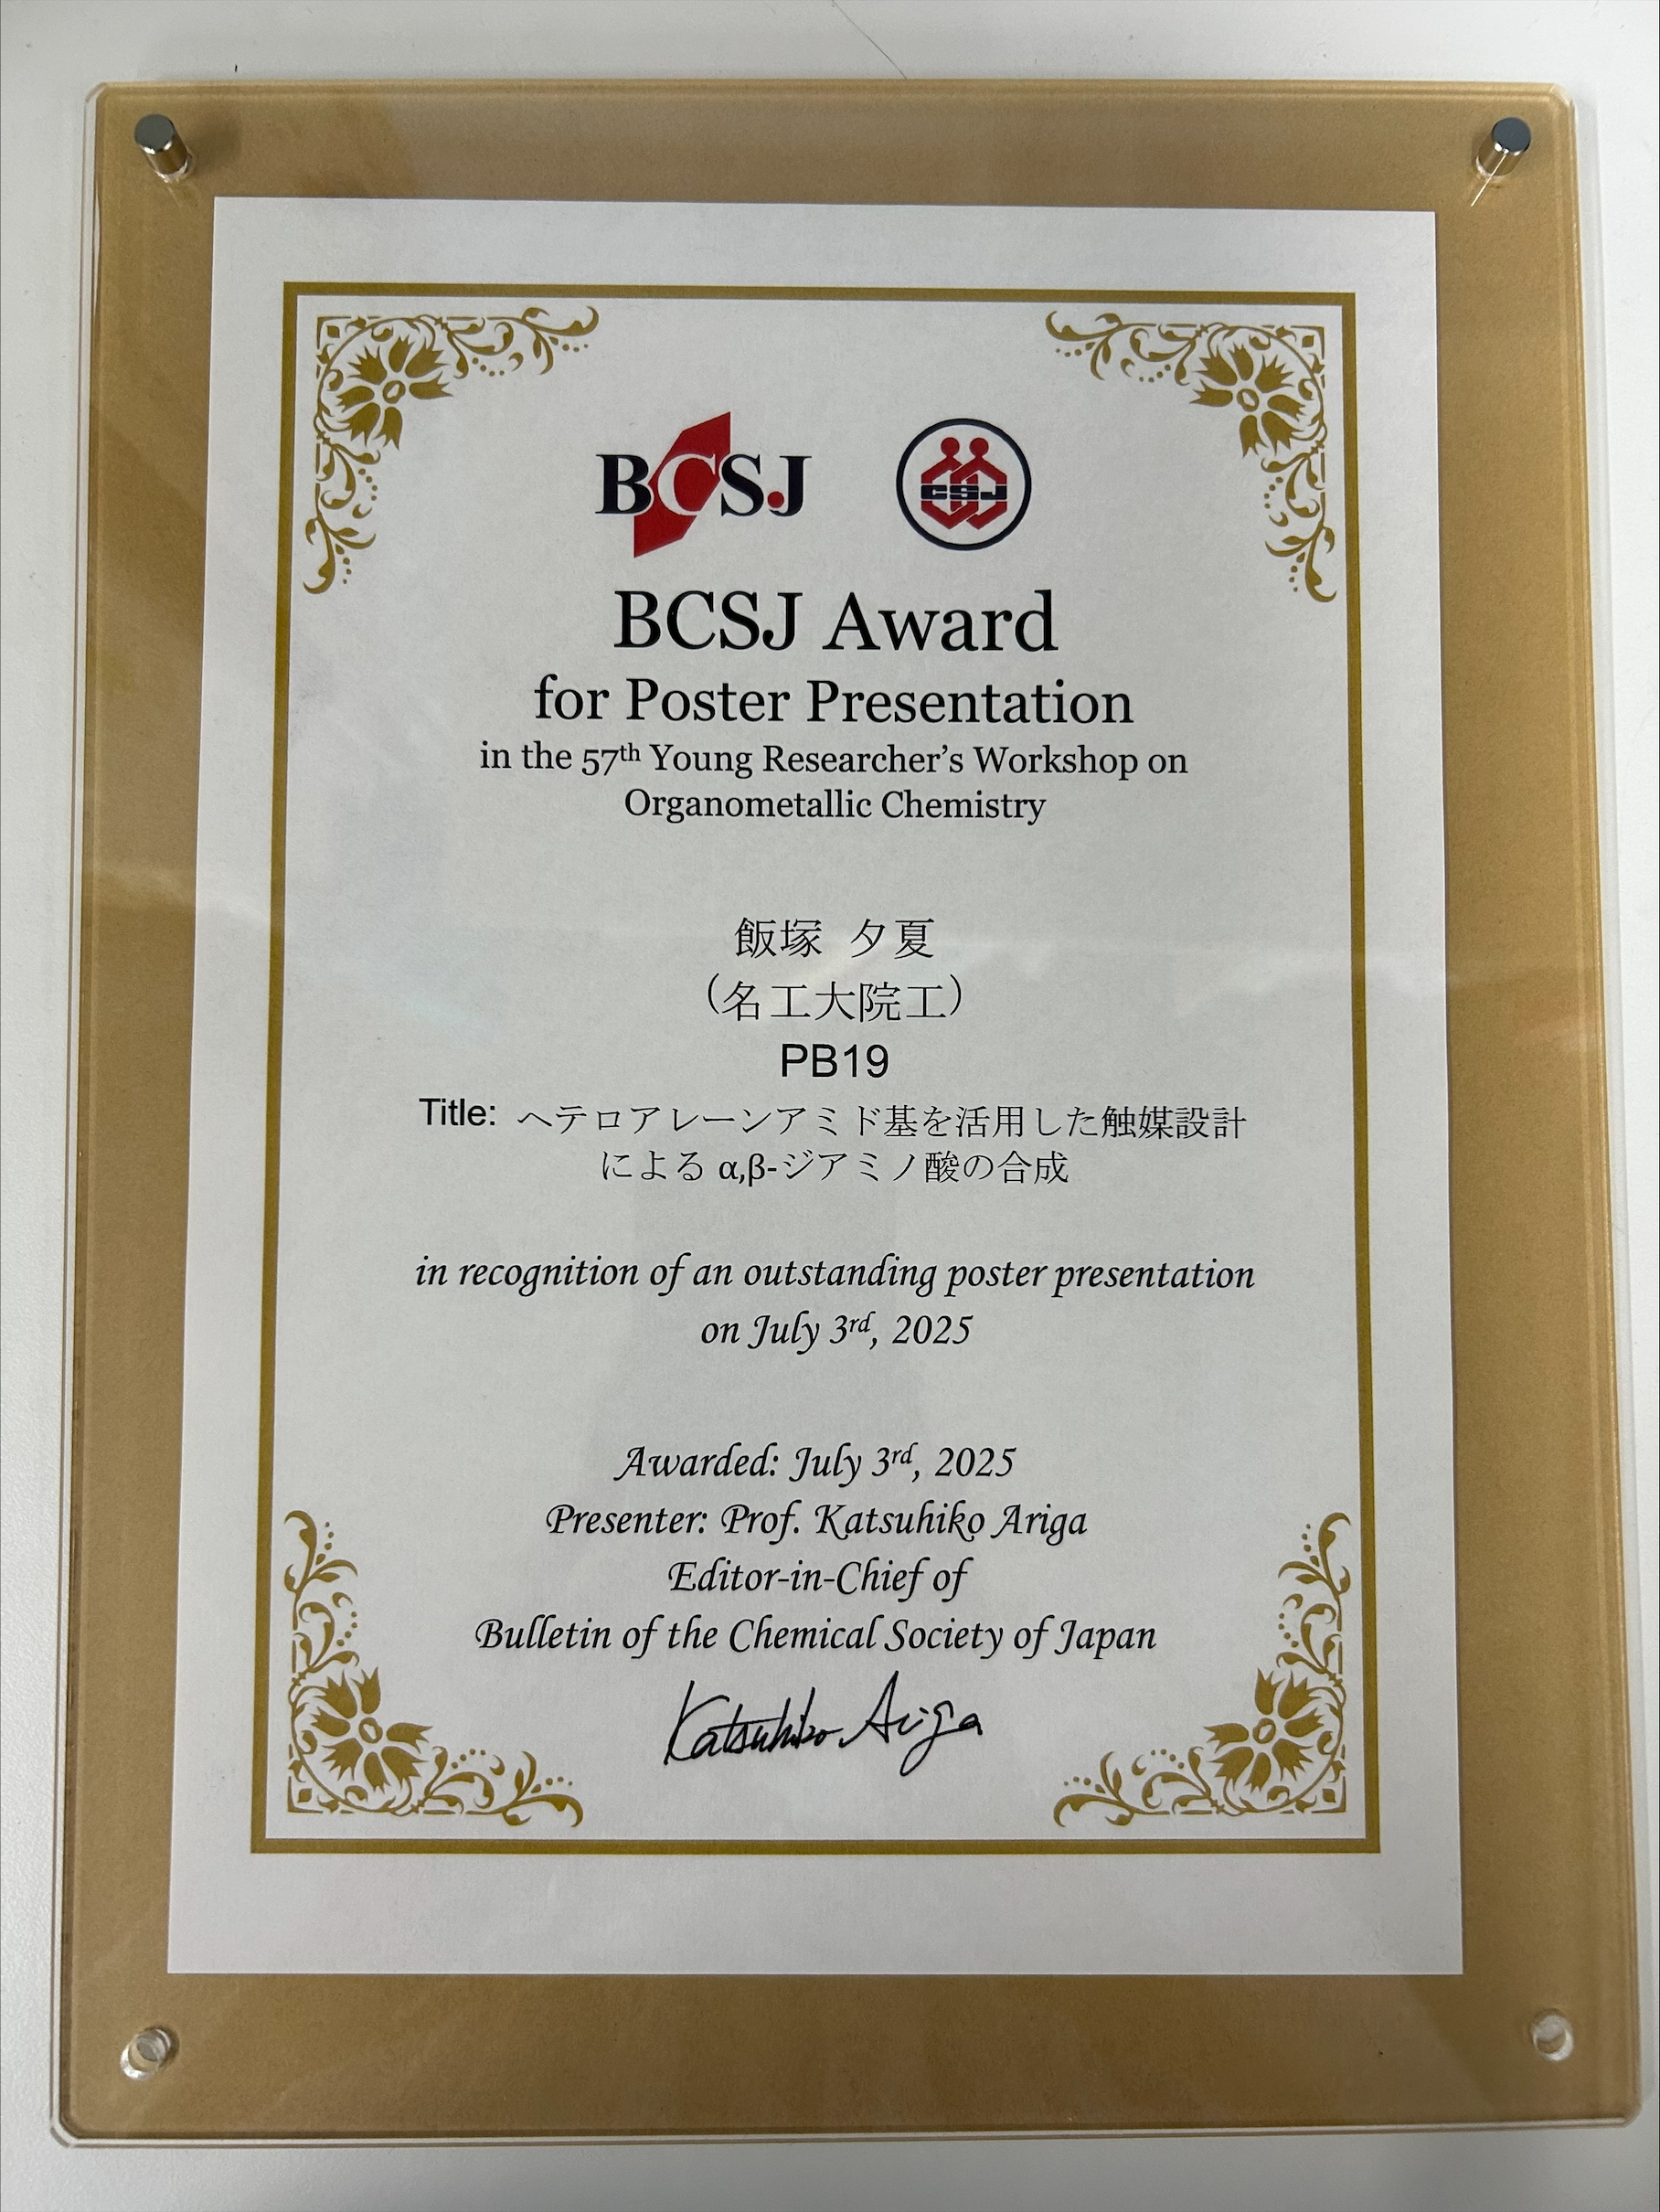 BCSJ CSJ
BCSJ Award
for Poster Presentation
in the 57th Young Researcher’s Workshop on
Organometallic Chemistry
飯塚 夕夏
（名工大院工）
PB19
Title: ヘテロアレーンアミド基を活用した触媒設計
による α,β-ジアミノ酸の合成
in recognition of an outstanding poster presentation
on July 3rd, 2025
Awarded: July 3rd, 2025
Presenter: Prof. Katsuhiko Ariga
Editor-in-Chief of
Bulletin of the Chemical Society of Japan
Katsuhiko Ariga